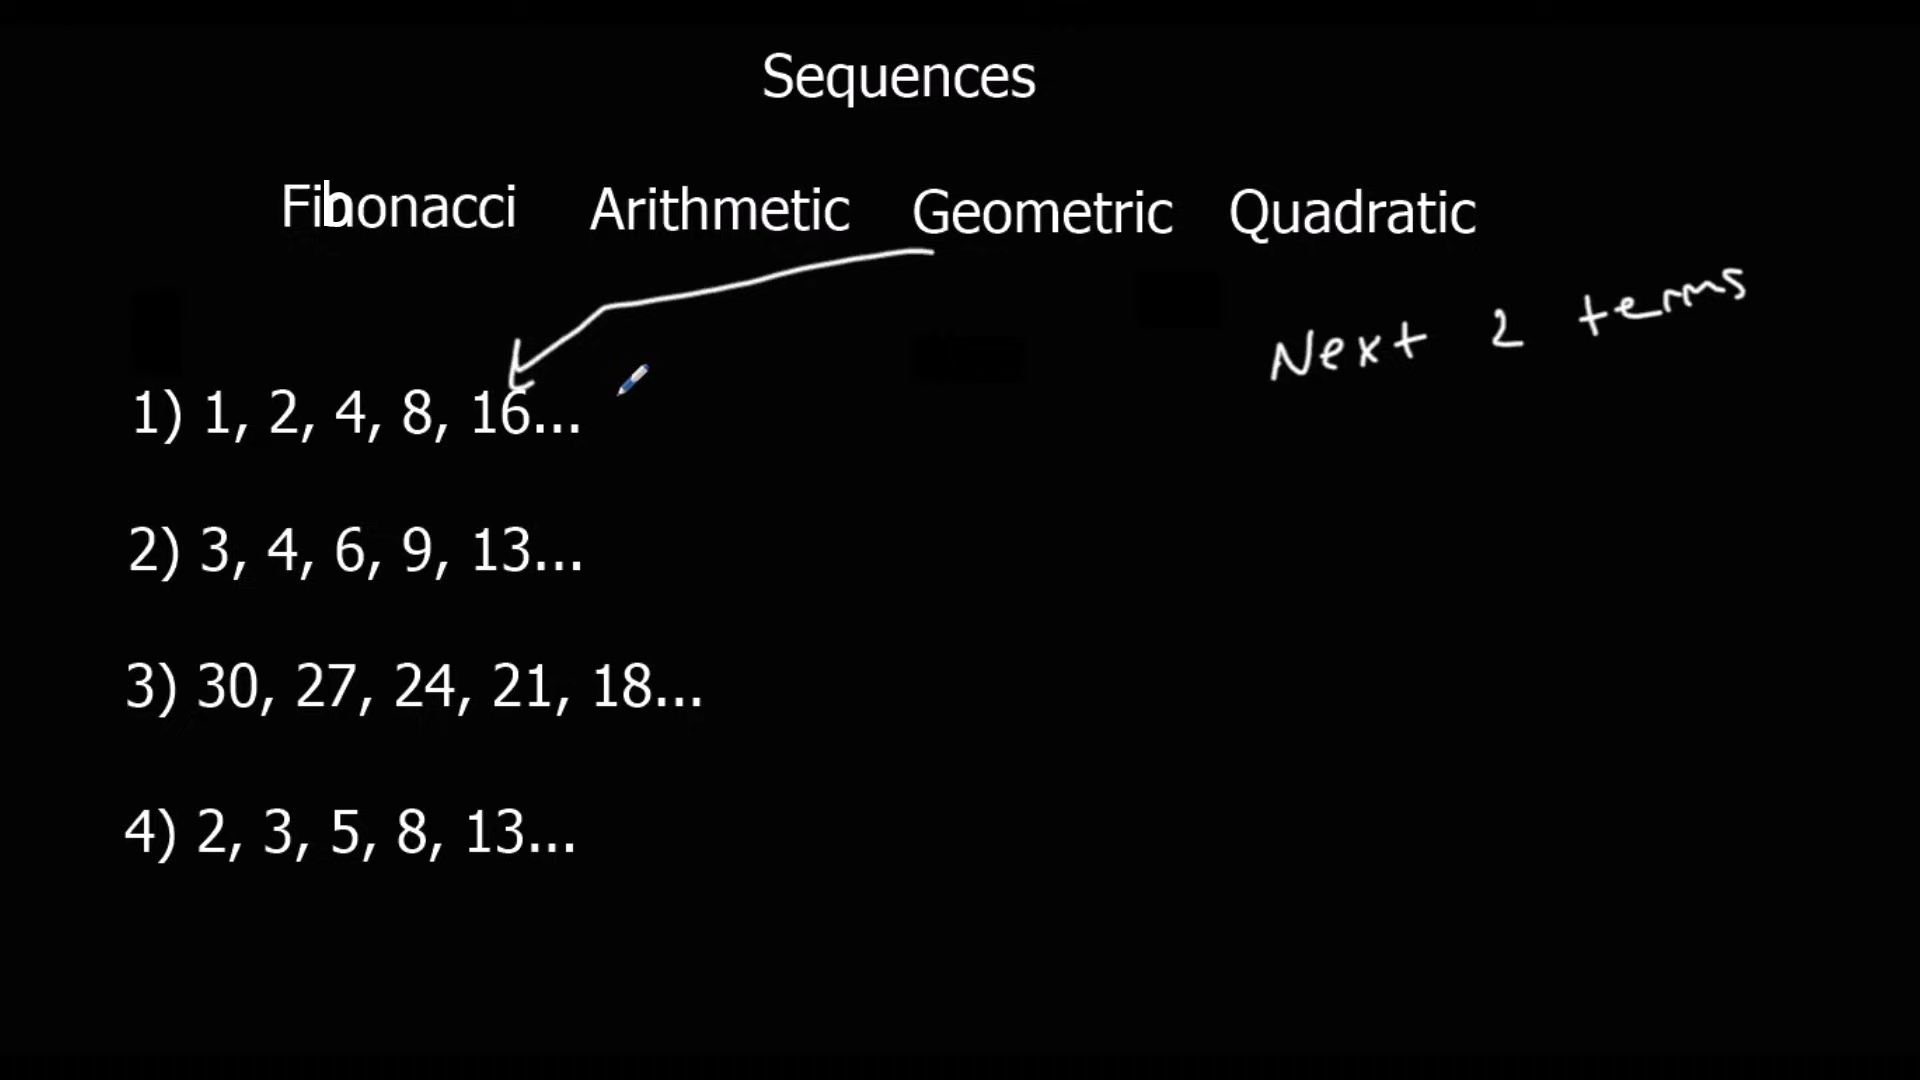 Sequences
Fibonacci Arithmetic Geometric Quadratic
Next 2 terms
1) 1, 2, 4, 8, 16...
2) 3, 4, 6, 9, 13...
3) 30, 27, 24, 21, 18...
4) 2, 3, 5, 8, 13...